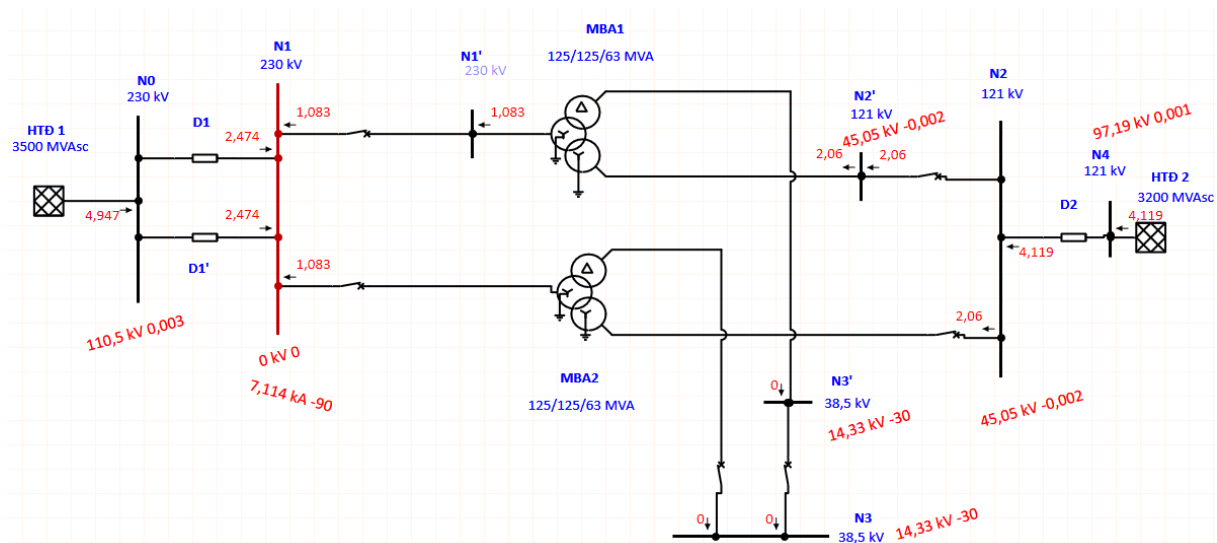 MBA1
125/125/63 MVA
N1
230 kV
N1'
230 kV
N0
230 kV
D1
HTĐ 1
3500 MVAsc
1,083
1,083
2,474
4,947
2,474
D1'
1,083
110,5 kV 0,003
0 kV 0
7,114 kA -90
N2'
121 kV
45,05 kV -0,002
2,06
2,06
N2
121 kV
97,19 kV 0,001
N4
121 kV
HTĐ 2
3200 MVAsc
D2
4,119
4,119
2,06
45,05 kV -0,002
MBA2
125/125/63 MVA
0
N3'
38,5 kV
14,33 kV -30
0
0
N3
38,5 kV
14,33 kV -30